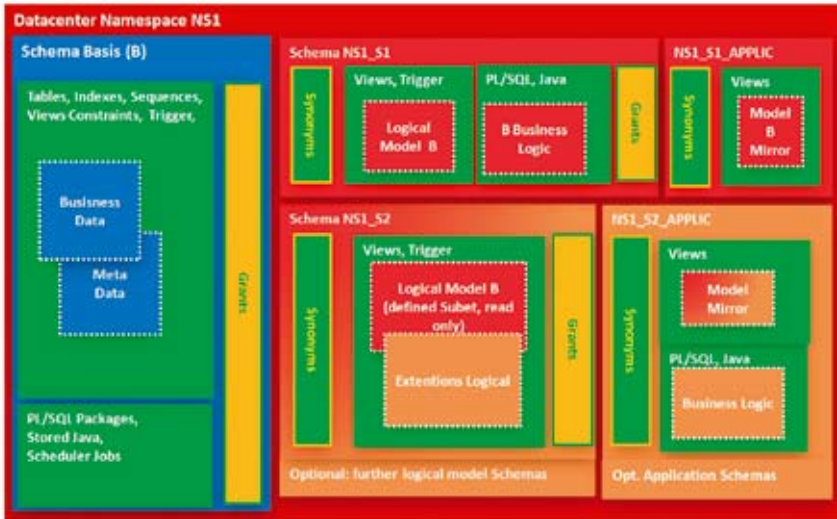 Datacenter Namespace NS1
Schema Basis (B)
Tables, Indexes, Sequences,
Views Constraints, Trigger,
Busisness
Data
Meta
Data
Grants
PL/SQL Packages,
Stored Java,
Scheduler Jobs
Schema NS1_S1
Synonyms
Views, Trigger
Logical
Model B
PL/SQL, Java
B Business
Logic
Grants
NS1_S1_APPLIC
Synonyms
Views
Model
B
Mirror
Schema NS1_S2
Synonyms
Views, Trigger
Logical Model B
(defined Subet, read
only)
Extentions Logical
Grants
Optional: further logical model Schemas
NS1_S2_APPLIC
Synonyms
Views
Model
Mirror
PL/SQL, Java
Business Logic
Opt. Application Schemas